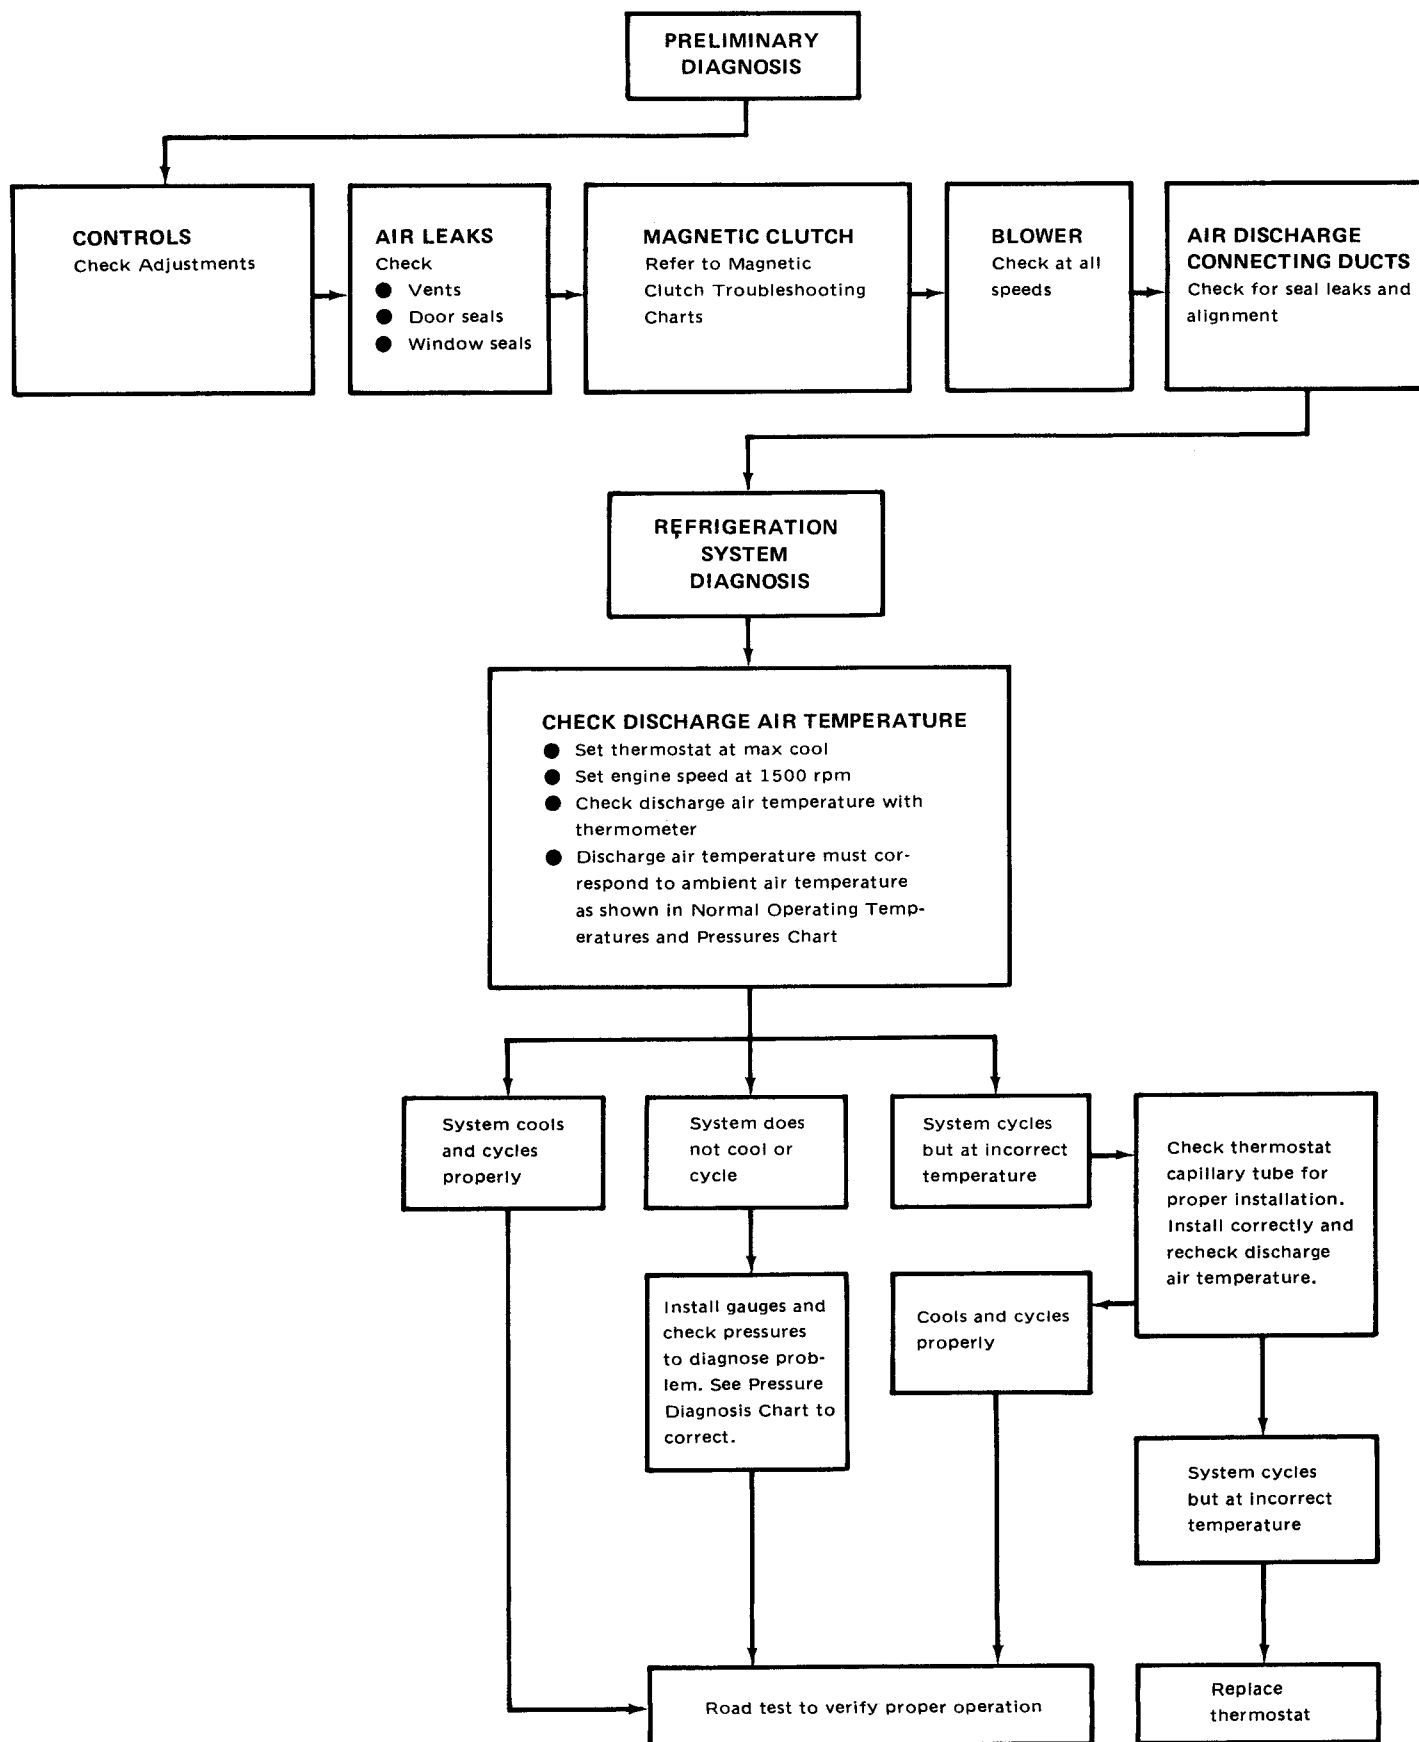 PRELIMINARY
DIAGNOSIS
CONTROLS
Check Adjustments
AIR LEAKS
Check
● Vents
● Door seals
● Window seals
MAGNETIC CLUTCH
Refer to Magnetic
Clutch Troubleshooting
Charts
BLOWER
Check at all
speeds
AIR DISCHARGE
CONNECTING DUCTS
Check for seal leaks and
alignment
REFRIGERATION
SYSTEM
DIAGNOSIS
CHECK DISCHARGE AIR TEMPERATURE
● Set thermostat at max cool
● Set engine speed at 1500 rpm
● Check discharge air temperature with
thermometer
● Discharge air temperature must cor-
respond to ambient air temperature
as shown in Normal Operating Temp-
eratures and Pressures Chart
System cools
and cycles
properly
System does
not cool or
cycle
System cycles
but at incorrect
temperature
Check thermostat
capillary tube for
proper installation.
Install correctly and
recheck discharge
air temperature.
Install gauges and
check pressures
to diagnose prob-
lem. See Pressure
Diagnosis Chart to
correct.
Cools and cycles
properly
System cycles
but at incorrect
temperature
Road test to verify proper operation
Replace
thermostat